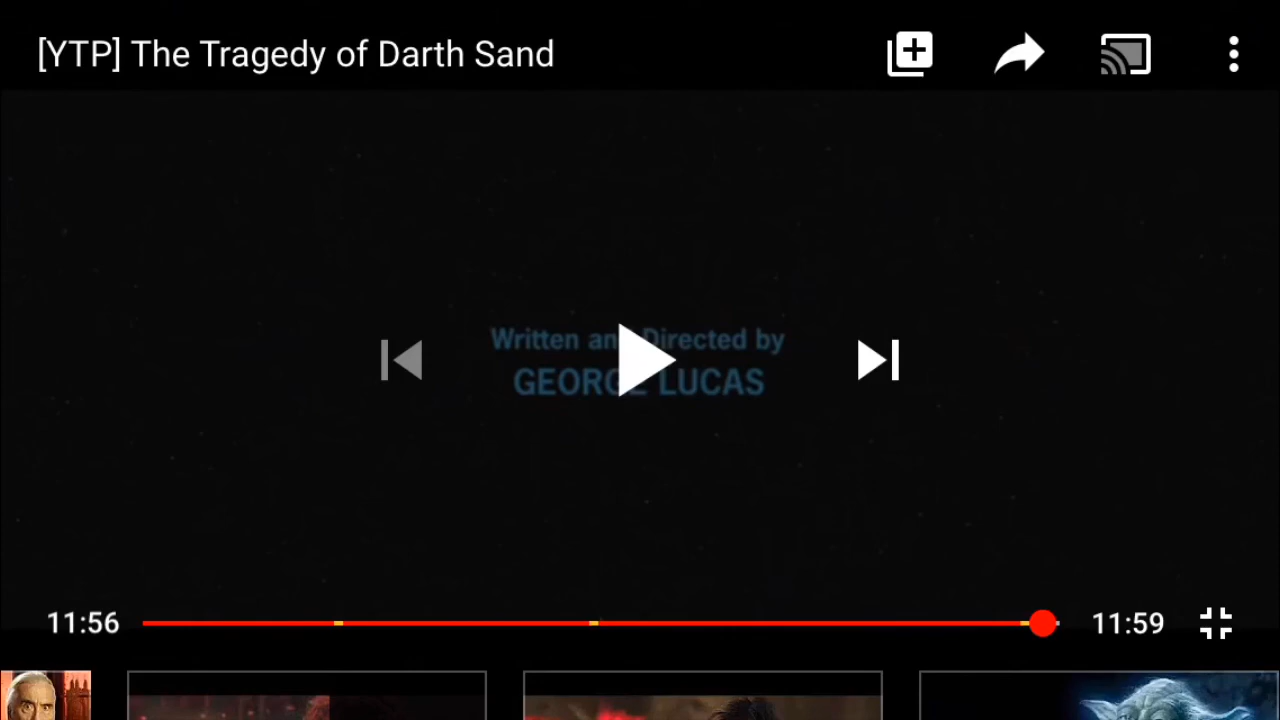 [YTP] The Tragedy of Darth Sand
Written and Directed by
GEORGE LUCAS
11:56
11:59